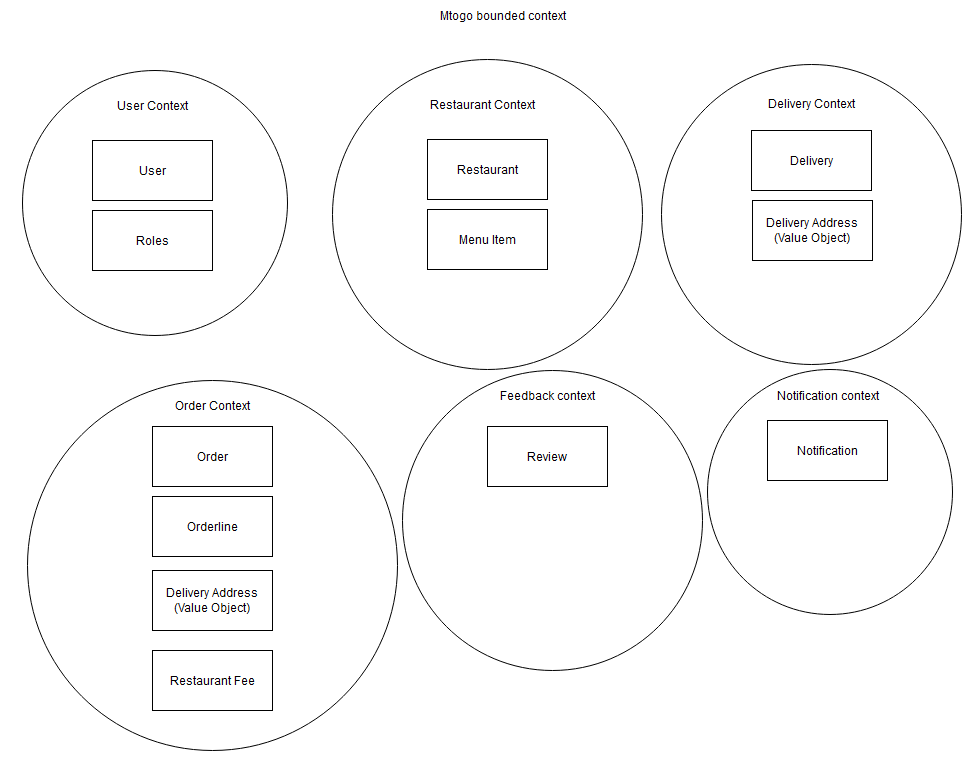 Mtogo bounded context
User Context
User
Roles
Restaurant Context
Restaurant
Menu Item
Delivery Context
Delivery
Delivery Address
(Value Object)
Order Context
Order
Orderline
Delivery Address
(Value Object)
Restaurant Fee
Feedback context
Review
Notification context
Notification